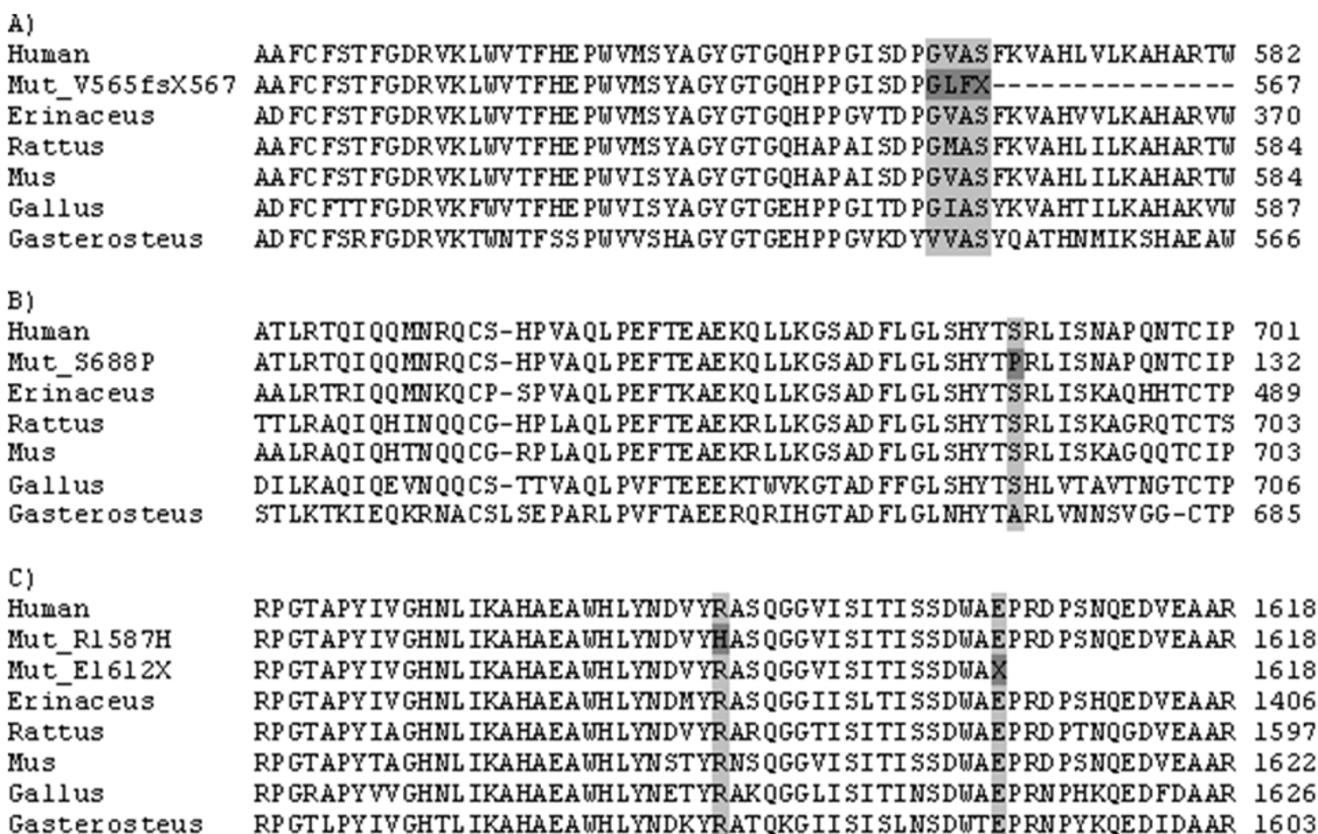 A)
Human AAFCFSTFGDRVKLWVTFHEPWVMSYAGYGTGQHPPGISDPGVASFKVAHLVLKAHARTW 582
Mut_V565fsX567 AAFCFSTFGDRVKLWVTFHEPWVMSYAGYGTGQHPPGISDPGLFX--------------- 567
Erinaceus ADFCFSTFGDRVKLWVTFHEPWVMSYAGYGTGQHPPGVTDPGVASFKVAHVVLKAHARVW 370
Rattus AAFCFSTFGDRVKLWVTFHEPWVMSYAGYGTGQHAPAISDPGMASFKVAHLILKAHARTW 584
Mus AAFCFSTFGDRVKLWVTFHEPWVISYAGYGTGQHAPAISDPGVASFKVAHLILKAHARTW 584
Gallus ADFCFTTFGDRVKFWVTFHEPWVISYAGYGTGEHPPGITDPGIASYKVAHTILKAHAKVW 587
Gasterosteus ADFCFSRFGDRVKTWNTFSSPWVVSHAGYGTGEHPPGVKDYVVASYQATHNMIKSHAEAW 566
B)
Human ATLRTQIQQMNRQCS-HPVAQLPEFTEAEKQLLKGSADFLGLSHYTSRLISNAPQNTCIP 701
Mut_S688P ATLRTQIQQMNRQCS-HPVAQLPEFTEAEKQLLKGSADFLGLSHYTPRLISNAPQNTCIP 132
Erinaceus AALRTRIQQMNKQCP-SPVAQLPEFTKAEKQLLKGSADFLGLSHYTSRLISKAQHHTCTP 489
Rattus TTLRAQIQHINQQCG-HPLAQLPEFTEAEKRLLKGSADFLGLSHYTSRLISKAGRQTCTS 703
Mus AALRAQIQHTNQQCG-RPLAQLPEFTEAEKRLLKGSADFLGLSHYTSRLISKAGQQTCIP 703
Gallus DILKAQIQEVNQQCS-TTVAQLPVFTEEEKTWVKGTADFFGLSHYTSHLVTAVTNGTCTP 706
Gasterosteus STLKTKIEQKRNACSLSEPARLPVFTAEERQRIHGTADFLGLNHYTARLVNNSVGG-CTP 685
C)
Human RPGTAPYIVGHNLIKAHAEAWHLYNDVYRASQGGVISITISSDWAEPRDPSNQEDVEAAR 1618
Mut_R1587H RPGTAPYIVGHNLIKAHAEAWHLYNDVYHASQGGVISITISSDWAEPRDPSNQEDVEAAR 1618
Mut_E1612X RPGTAPYIVGHNLIKAHAEAWHLYNDVYRASQGGVISITISSDWAX 1618
Erinaceus RPGTAPYIVGHNLIKAHAEAWHLYNDMYRASQGGIISLTISSDWAEPRDPSHQEDVEAAR 1406
Rattus RPGTAPYIAGHNLIKAHAEAWHLYNDVYRARQGGTISITISSDWAEPRDPTNQGDVEAAR 1597
Mus RPGTAPYTAGHNLIKAHAEAWHLYNSTYRNSQGGVISITISSDWAEPRDPSNQEDVEAAR 1622
Gallus RPGRAPYVVGHNLIKAHAEAWHLYNETYRAKQGGLISITINSDWAEPRNPHKQEDFDAAR 1626
Gasterosteus RPGTLPYIVGHTLIKAHAEAWHLYNDKYRATQKGIISISLNSDWTEPRNPYKQEDIDAAR 1603